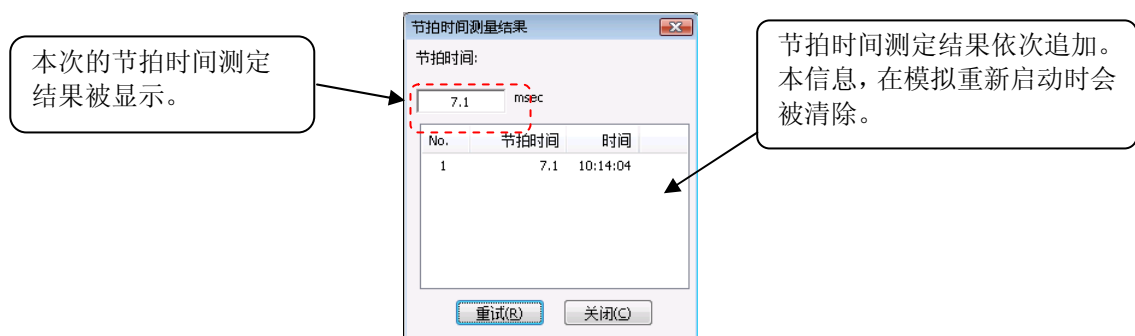 本次的节拍时间测定
结果被显示。
节拍时间测量结果
节拍时间:
7.1 msec
No. 节拍时间 时间
1 7.1 10:14:04
重试(R) 关闭(C)
节拍时间测定结果依次追加。
本信息，在模拟重新启动时会
被清除。